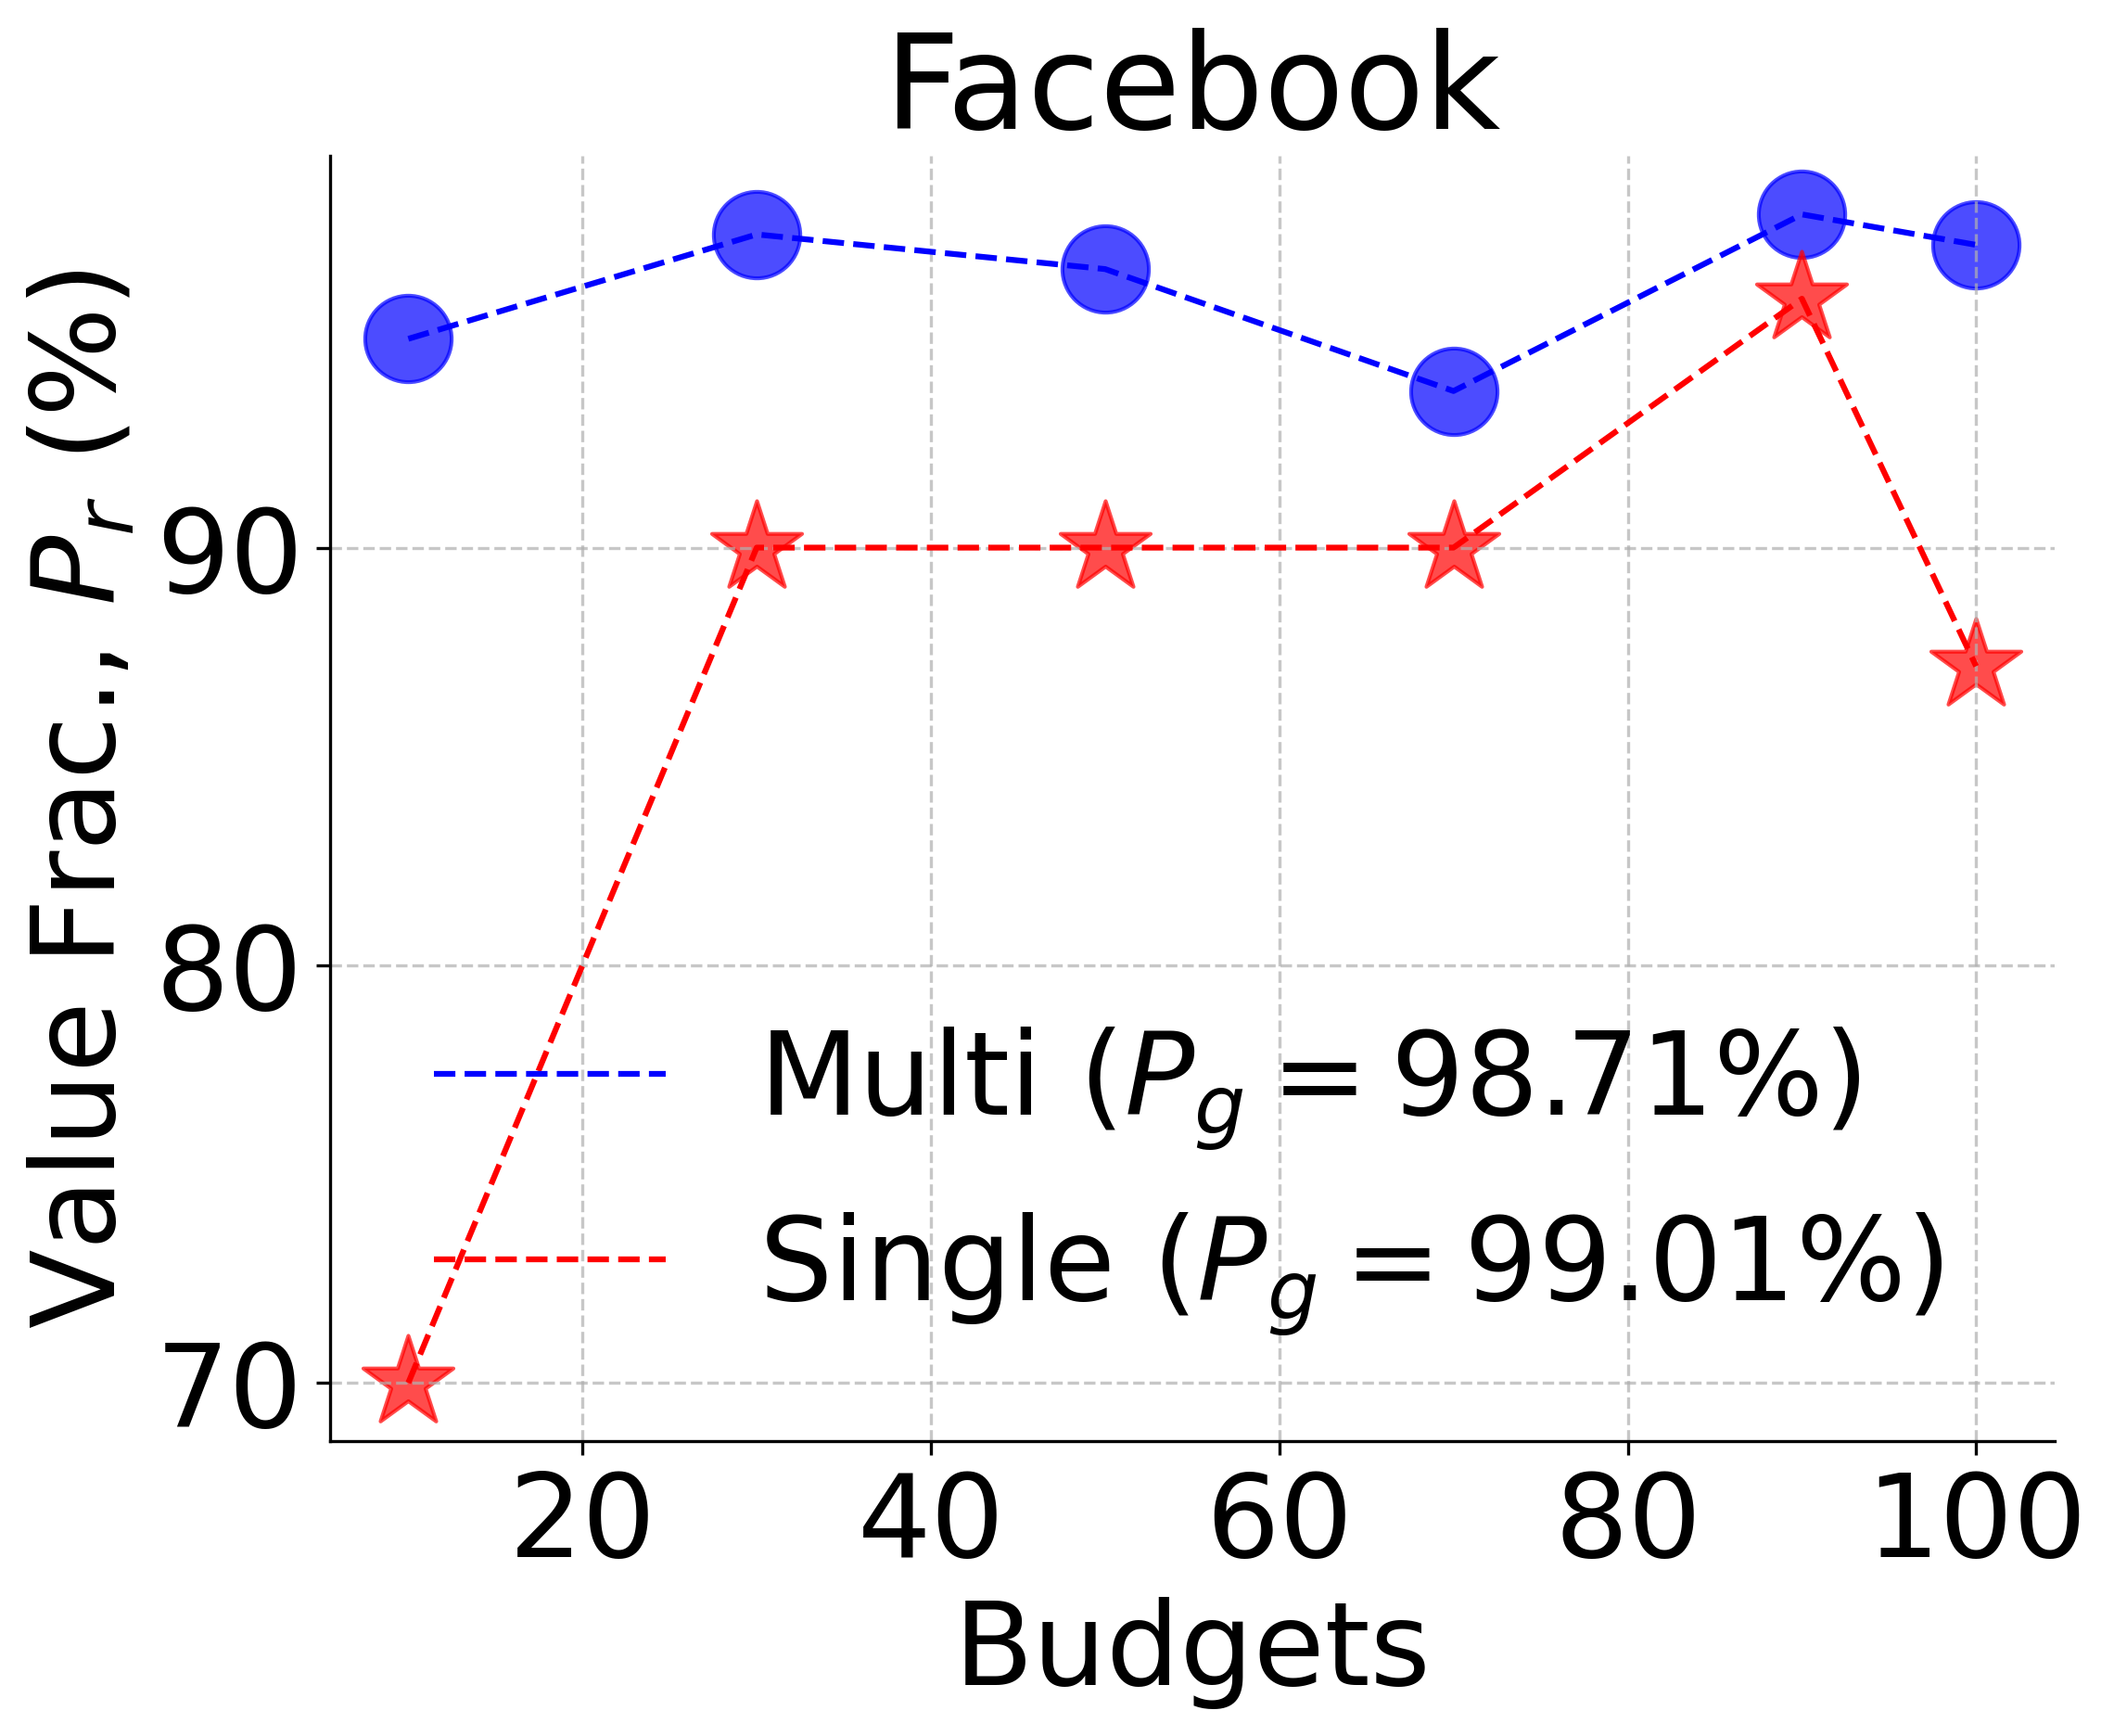 Facebook
Value Frac., P_r (%)
90
80
70
Multi (P_g = 98.71%)
Single (P_g = 99.01%)
20 40 60 80 100
Budgets